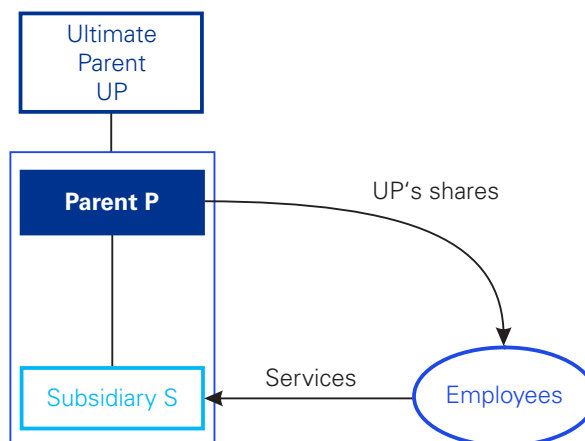 Ultimate
Parent
UP
Parent P
UP‘s shares
Services
Subsidiary S
Employees